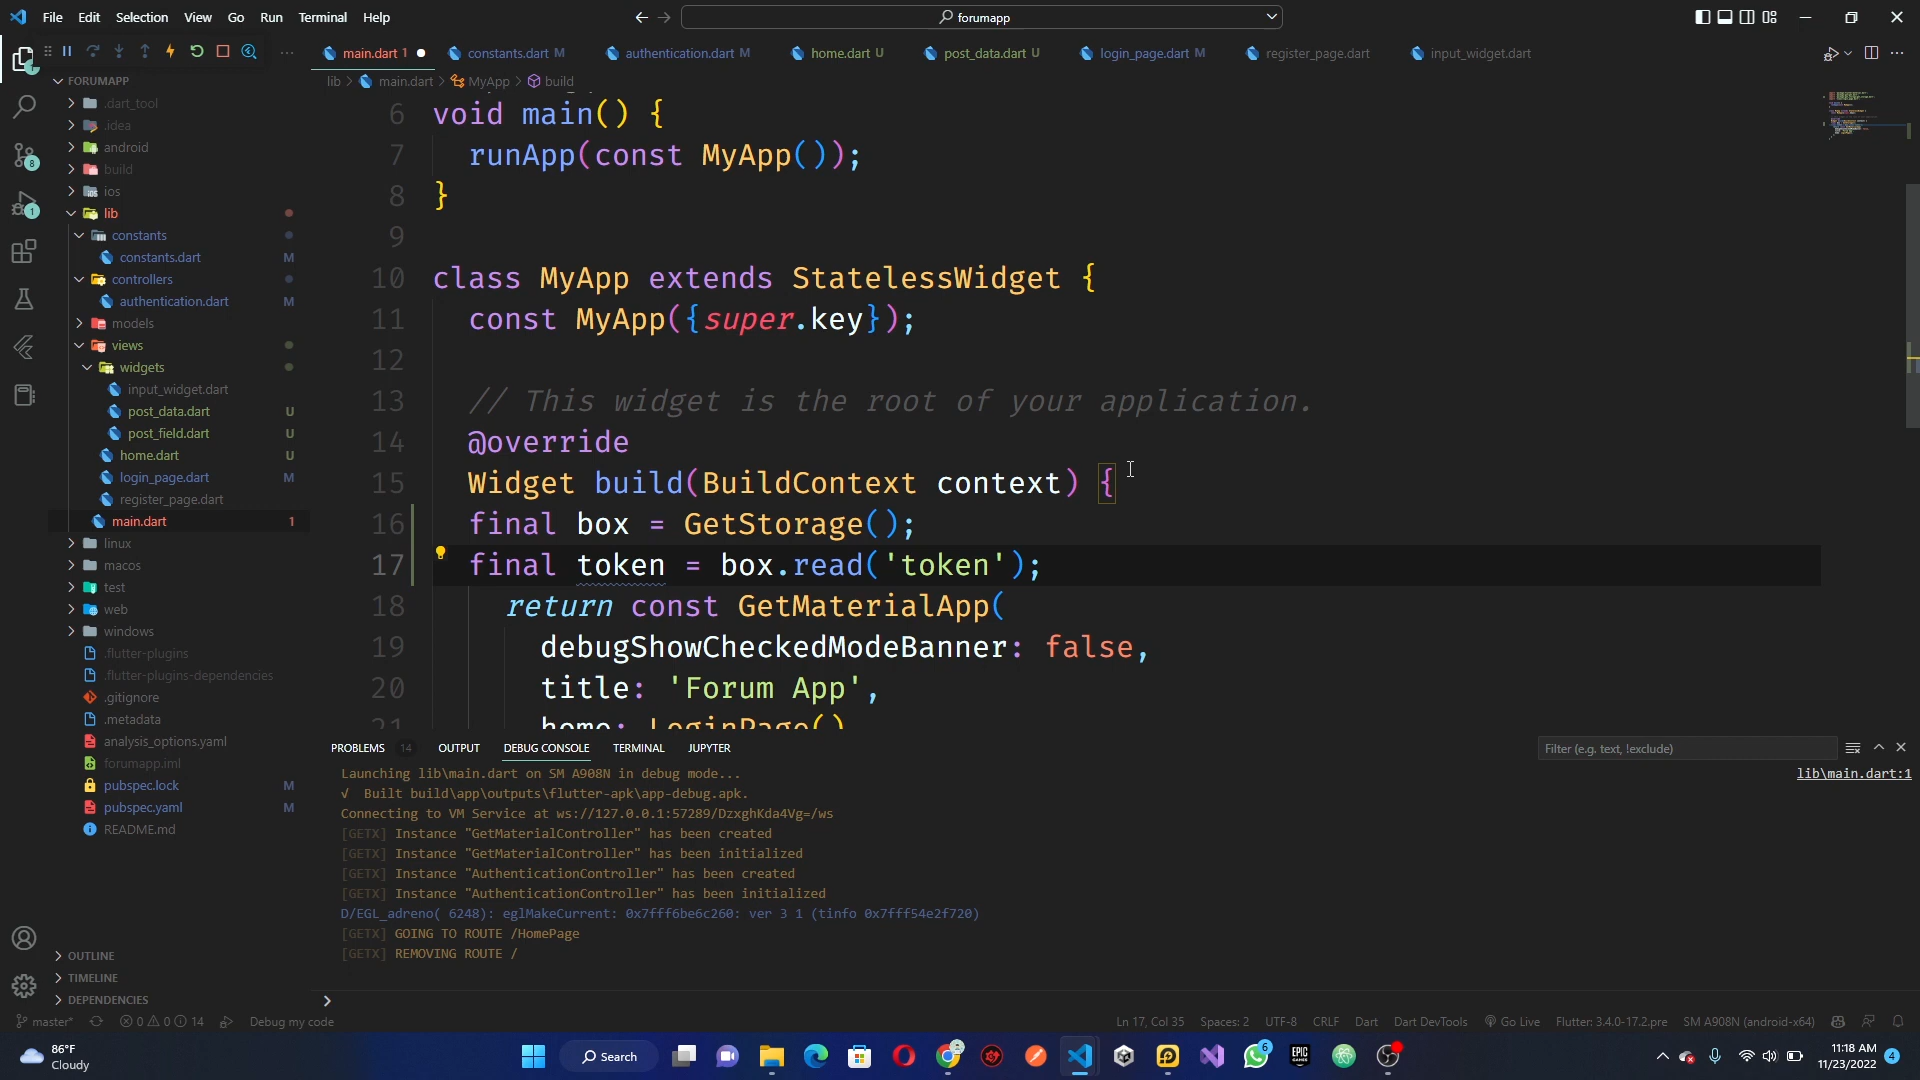 File Edit Selection View Go Run Terminal Help
forumapp
main.dart 1
constants.dart M
authentication.dart M
home.dart U
post_data.dart U
login_page.dart M
register_page.dart
input_widget.dart
lib > main.dart > MyApp > build
FORUMAPP
.dart_tool
.idea
android
build
ios
lib
constants
constants.dart M
controllers
authentication.dart M
models
views
widgets
input_widget.dart
post_data.dart U
post_field.dart U
home.dart U
login_page.dart M
register_page.dart
main.dart 1
linux
macos
test
web
windows
.flutter-plugins
.flutter-plugins-dependencies
.gitignore
.metadata
analysis_options.yaml
forumapp.iml
pubspec.lock M
pubspec.yaml M
README.md
OUTLINE
TIMELINE
DEPENDENCIES
8
1
6 void main() {
7 runApp(const MyApp());
8 }
9
10 class MyApp extends StatelessWidget {
11 const MyApp({super.key});
12
13 // This widget is the root of your application.
14 @override
15 Widget build(BuildContext context) {
16 final box = GetStorage();
17 final token = box.read('token');
18 return const GetMaterialApp(
19 debugShowCheckedModeBanner: false,
20 title: 'Forum App',
21 home: LoginPage()
PROBLEMS 14 OUTPUT DEBUG CONSOLE TERMINAL JUPYTER
Filter (e.g. text, !exclude)
Launching lib\main.dart on SM A908N in debug mode...
lib\main.dart:1
√ Built build\app\outputs\flutter-apk\app-debug.apk.
Connecting to VM Service at ws://127.0.0.1:57289/DzxghKda4Vg=/ws
[GETX] Instance "GetMaterialController" has been created
[GETX] Instance "GetMaterialController" has been initialized
[GETX] Instance "AuthenticationController" has been created
[GETX] Instance "AuthenticationController" has been initialized
D/EGL_adreno( 6248): eglMakeCurrent: 0x7fff6be6c260: ver 3 1 (tinfo 0x7fff54e2f720)
[GETX] GOING TO ROUTE /HomePage
[GETX] REMOVING ROUTE /
master* 0 0 14 Debug my code
Ln 17, Col 35 Spaces: 2 UTF-8 CRLF Dart Dart DevTools Go Live Flutter: 3.4.0-17.2.pre SM A908N (android-x64)
86°F
Cloudy
Search
6
EPIC GAMES
11:18 AM
11/23/2022
4